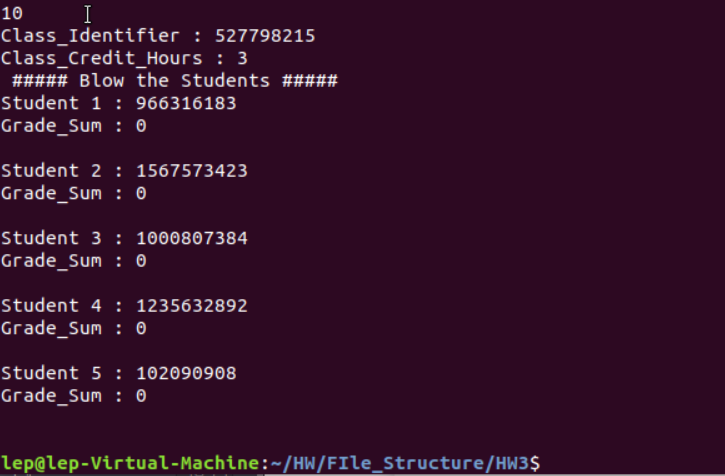 10
Class_Identifier : 527798215
Class_Credit_Hours : 3
##### Blow the Students #####
Student 1 : 966316183
Grade_Sum : 0
Student 2 : 1567573423
Grade_Sum : 0
Student 3 : 1000807384
Grade_Sum : 0
Student 4 : 1235632892
Grade_Sum : 0
Student 5 : 102090908
Grade_Sum : 0
lep@lep-Virtual-Machine:~/HW/FIle_Structure/HW3$